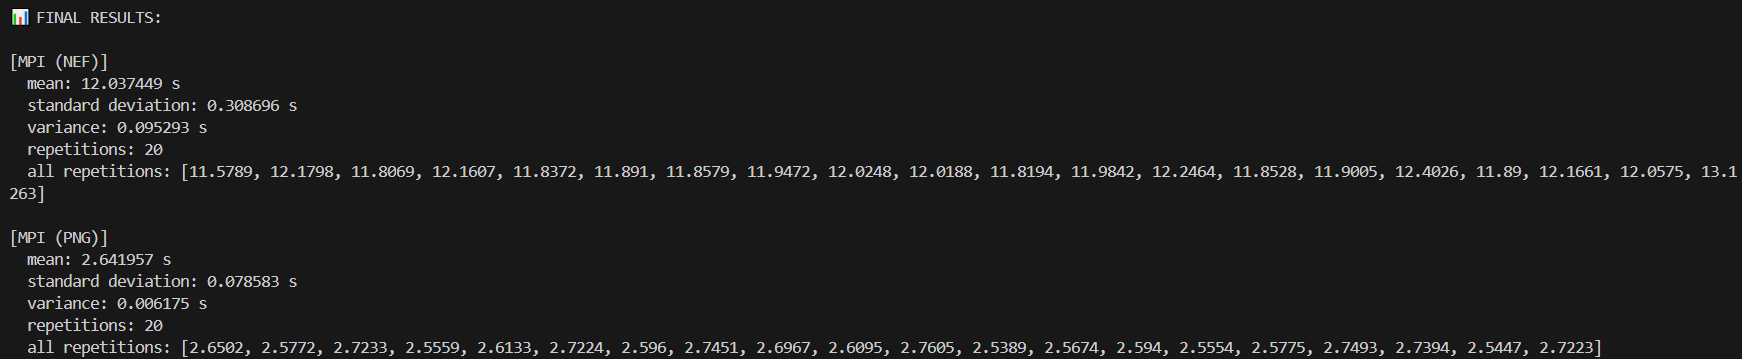 📊 FINAL RESULTS:
[MPI (NEF)]
mean: 12.037449 s
standard deviation: 0.308696 s
variance: 0.095293 s
repetitions: 20
all repetitions: [11.5789, 12.1798, 11.8069, 12.1607, 11.8372, 11.891, 11.8579, 11.9472, 12.0248, 12.0188, 11.8194, 11.9842, 12.2464, 11.8528, 11.9005, 12.4026, 11.89, 12.1661, 12.0575, 13.1
263]
[MPI (PNG)]
mean: 2.641957 s
standard deviation: 0.078583 s
variance: 0.006175 s
repetitions: 20
all repetitions: [2.6502, 2.5772, 2.7233, 2.5559, 2.6133, 2.7224, 2.596, 2.7451, 2.6967, 2.6095, 2.7605, 2.5389, 2.5674, 2.594, 2.5554, 2.5775, 2.7493, 2.7394, 2.5447, 2.7223]